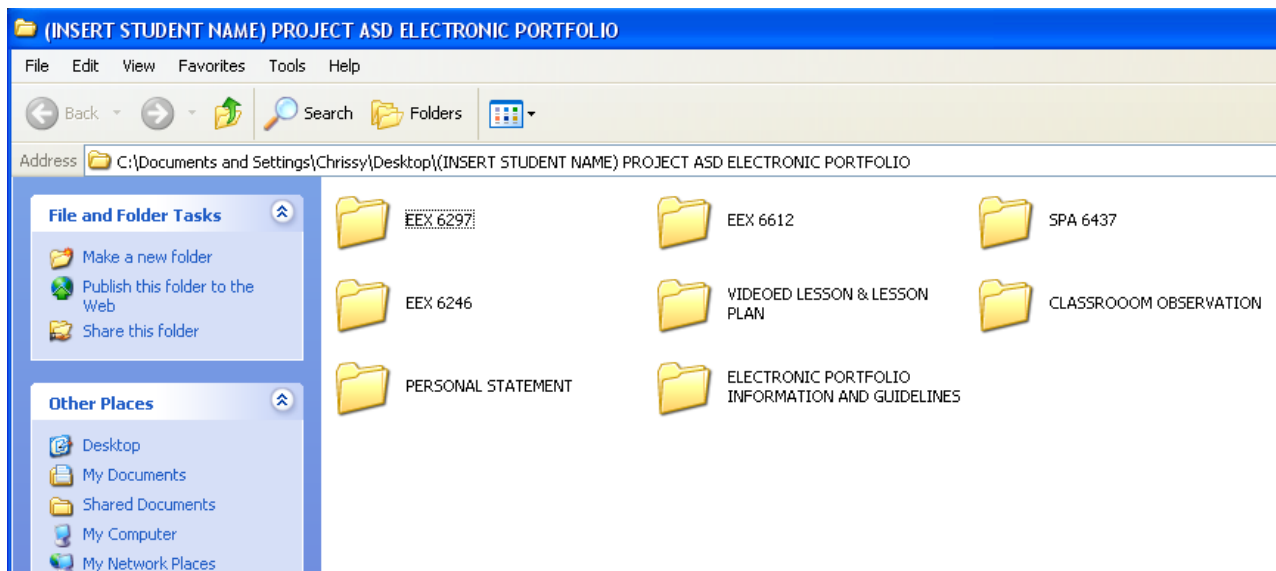 (INSERT STUDENT NAME) PROJECT ASD ELECTRONIC PORTFOLIO
File Edit View Favorites Tools Help
Back Search Folders
Address C:\Documents and Settings\Chrissy\Desktop\(INSERT STUDENT NAME) PROJECT ASD ELECTRONIC PORTFOLIO
File and Folder Tasks
Make a new folder
Publish this folder to the
Web
Share this folder
Other Places
Desktop
My Documents
Shared Documents
My Computer
My Network Places
EEX 6297
EEX 6612
SPA 6437
EEX 6246
VIDEOED LESSON & LESSON
PLAN
CLASSROOOM OBSERVATION
PERSONAL STATEMENT
ELECTRONIC PORTFOLIO
INFORMATION AND GUIDELINES